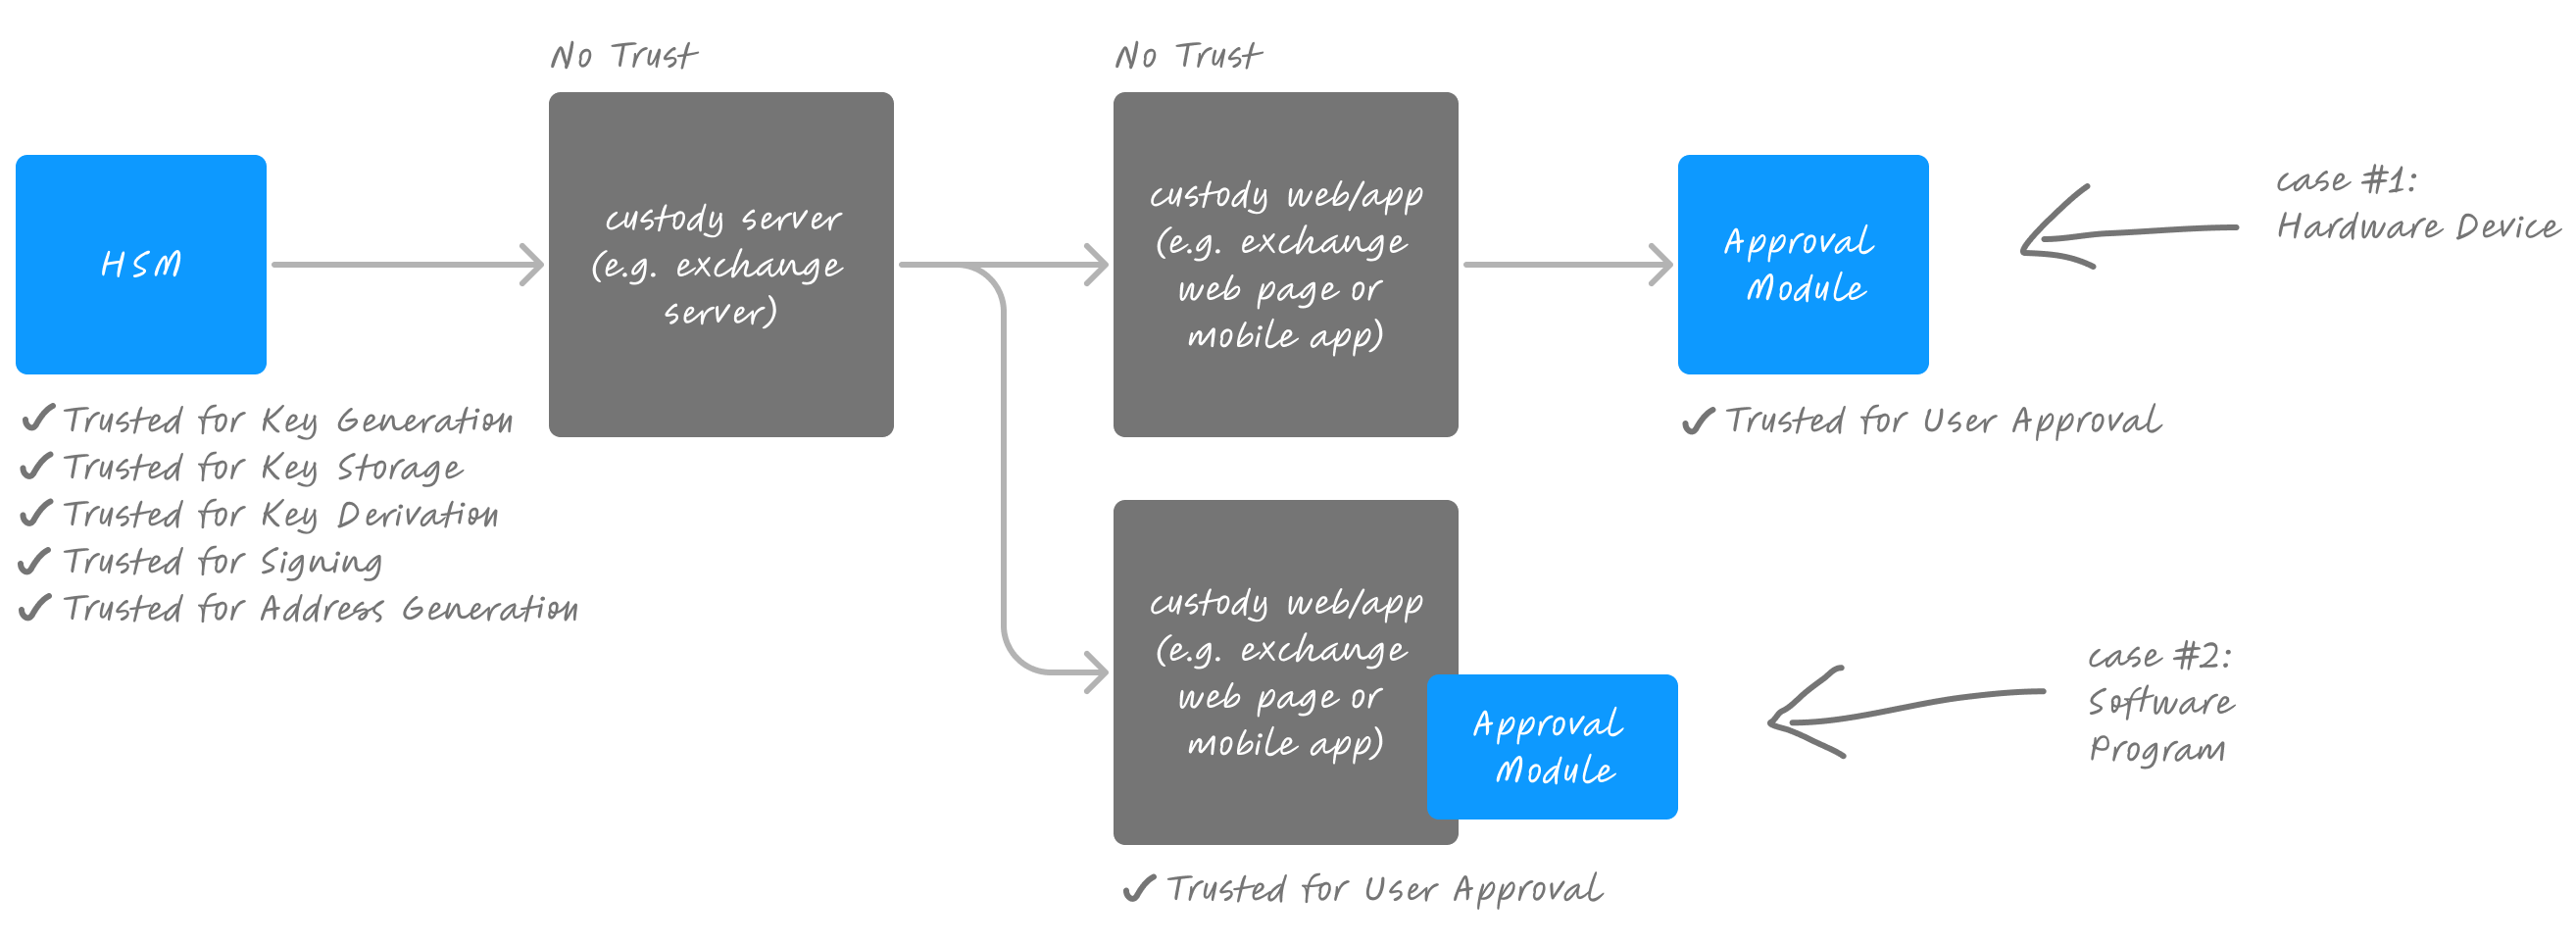 No Trust
No Trust
HSM
custody server
(e.g. exchange
server)
custody web/app
(e.g. exchange
web page or
mobile app)
Approval
Module
case #1:
Hardware Device
Trusted for Key Generation
Trusted for Key Storage
Trusted for Key Derivation
Trusted for Signing
Trusted for Address Generation
Trusted for User Approval
custody web/app
(e.g. exchange
web page or
mobile app)
Approval
Module
case #2:
Software
Program
Trusted for User Approval